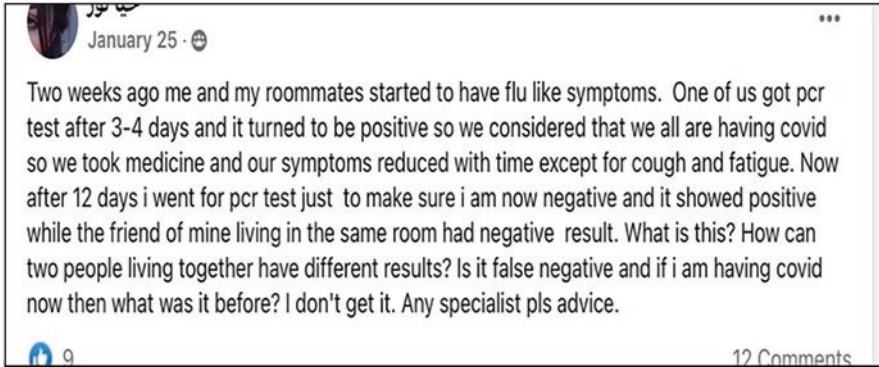 حيا نور
January 25 ·
Two weeks ago me and my roommates started to have flu like symptoms.  One of us got pcr
test after 3-4 days and it turned to be positive so we considered that we all are having covid
so we took medicine and our symptoms reduced with time except for cough and fatigue. Now
after 12 days i went for pcr test just  to make sure i am now negative and it showed positive
while the friend of mine living in the same room had negative  result. What is this? How can
two people living together have different results? Is it false negative and if i am having covid
now then what was it before? I don't get it. Any specialist pls advice.
9
12 Comments